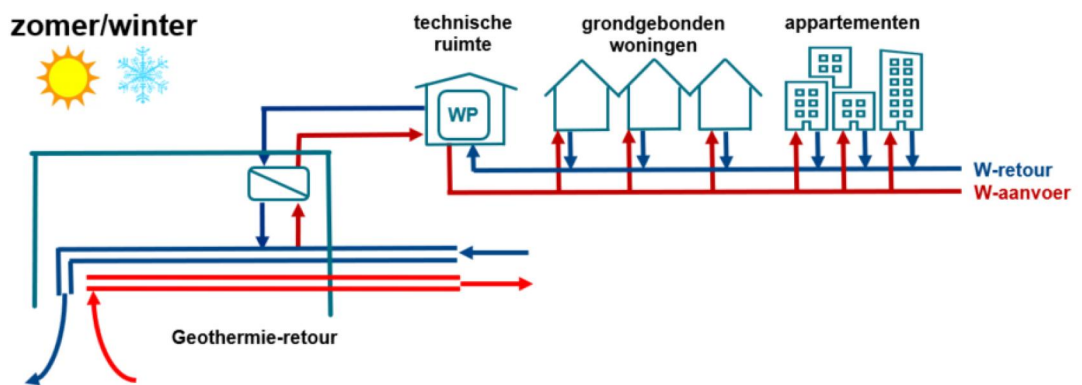 zomer/winter
technische
ruimte
grondgebonden
woningen
appartementen
WP
W-retour
W-aanvoer
Geothermie-retour